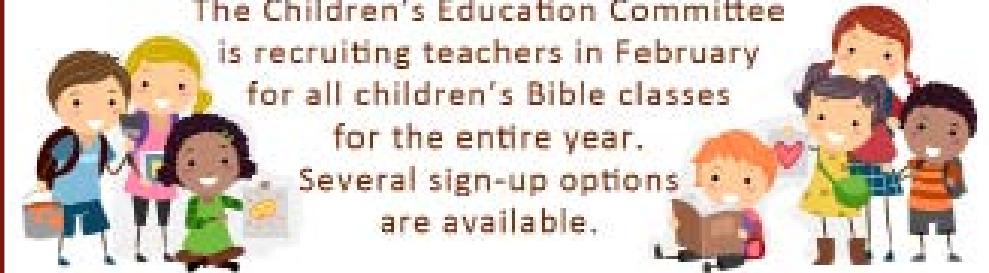 The Children's Education Committee
is recruiting teachers in February
for all children's Bible classes
for the entire year.
Several sign-up options
are available.